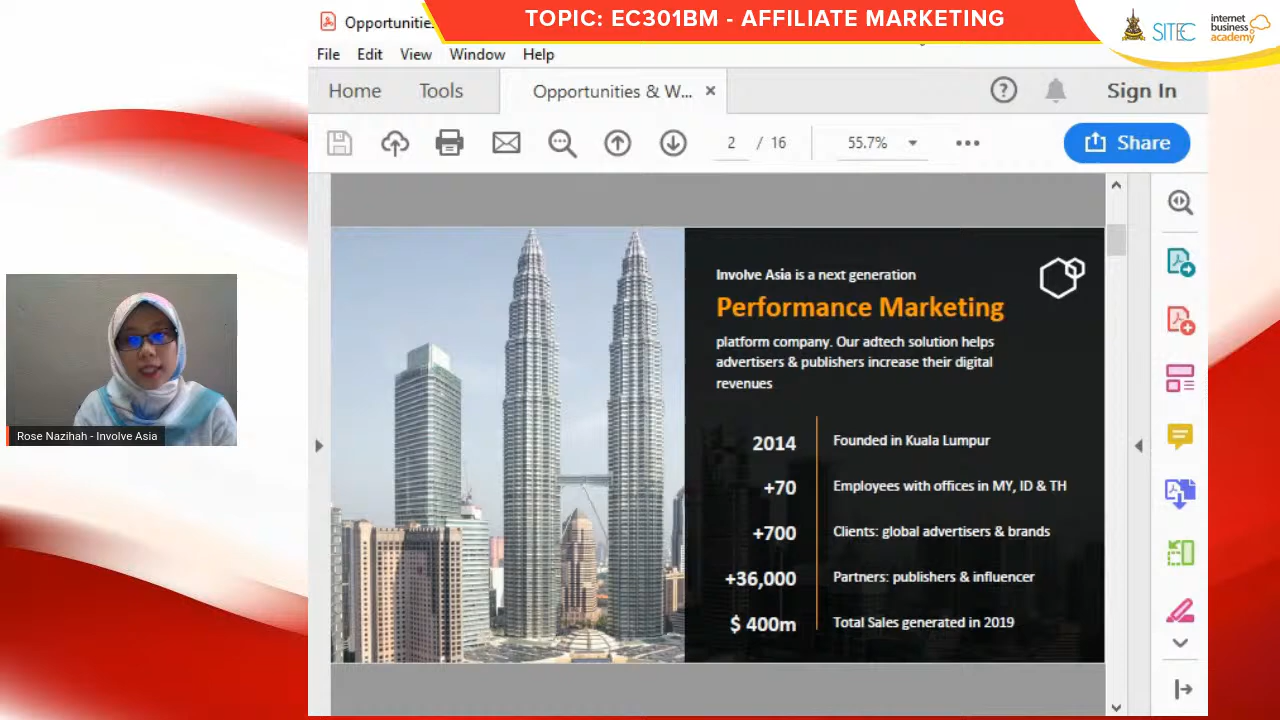 TOPIC: EC301BM - AFFILIATE MARKETING
SITEC
internet
business
academy
Opportunities
File Edit View Window Help
Home Tools Opportunities & W... × Sign In
2 / 16 55.7% Share
Involve Asia is a next generation
Performance Marketing
platform company. Our adtech solution helps
advertisers & publishers increase their digital
revenues
2014 Founded in Kuala Lumpur
+70 Employees with offices in MY, ID & TH
+700 Clients: global advertisers & brands
+36,000 Partners: publishers & influencer
$ 400m Total Sales generated in 2019
Rose Nazihah - Involve Asia